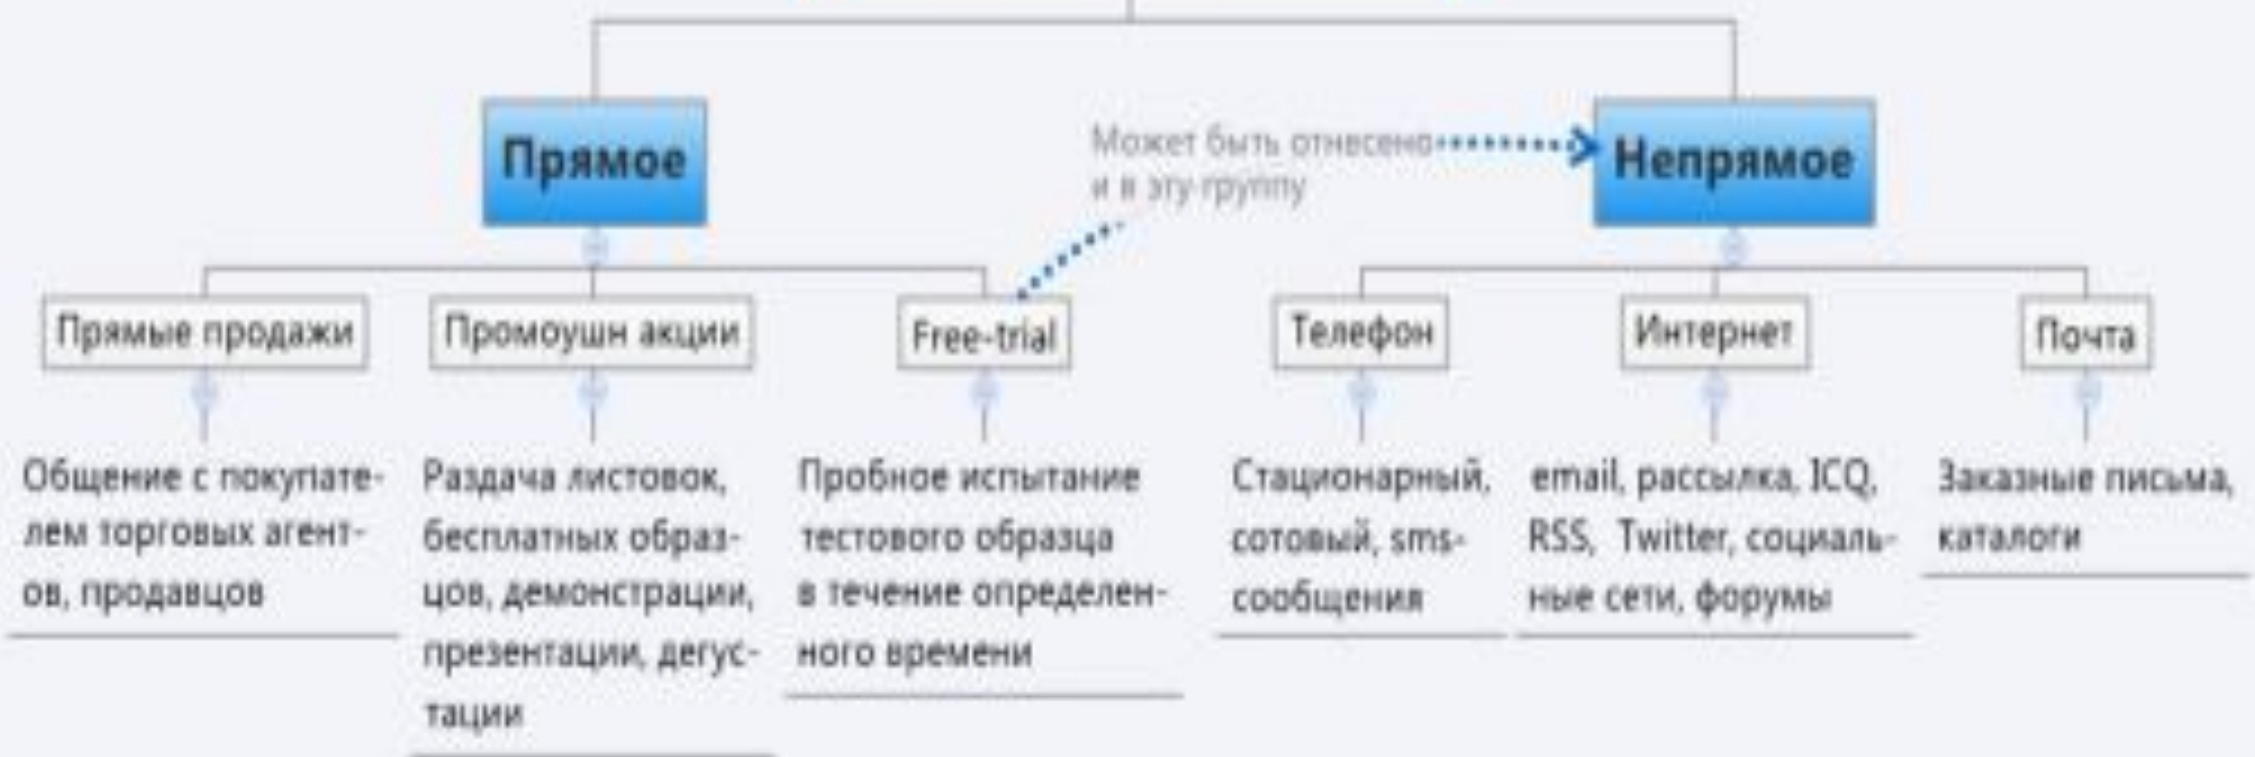 Прямое
Может быть отнесено
и в эту группу
Непрямое
Прямые продажи
Промоушн акции
Free-trial
Телефон
Интернет
Почта
Общение с покупате-
лем торговых агент-
ов, продавцов
Раздача листовок,
бесплатных образ-
цов, демонстрации,
презентации, дегус-
тации
Пробное испытание
тестового образца
в течение определен-
ного времени
Стационарный,
сотовый, sms-
сообщения
email, рассылка, ICQ,
RSS, Twitter, социаль-
ные сети, форумы
Заказные письма,
каталоги